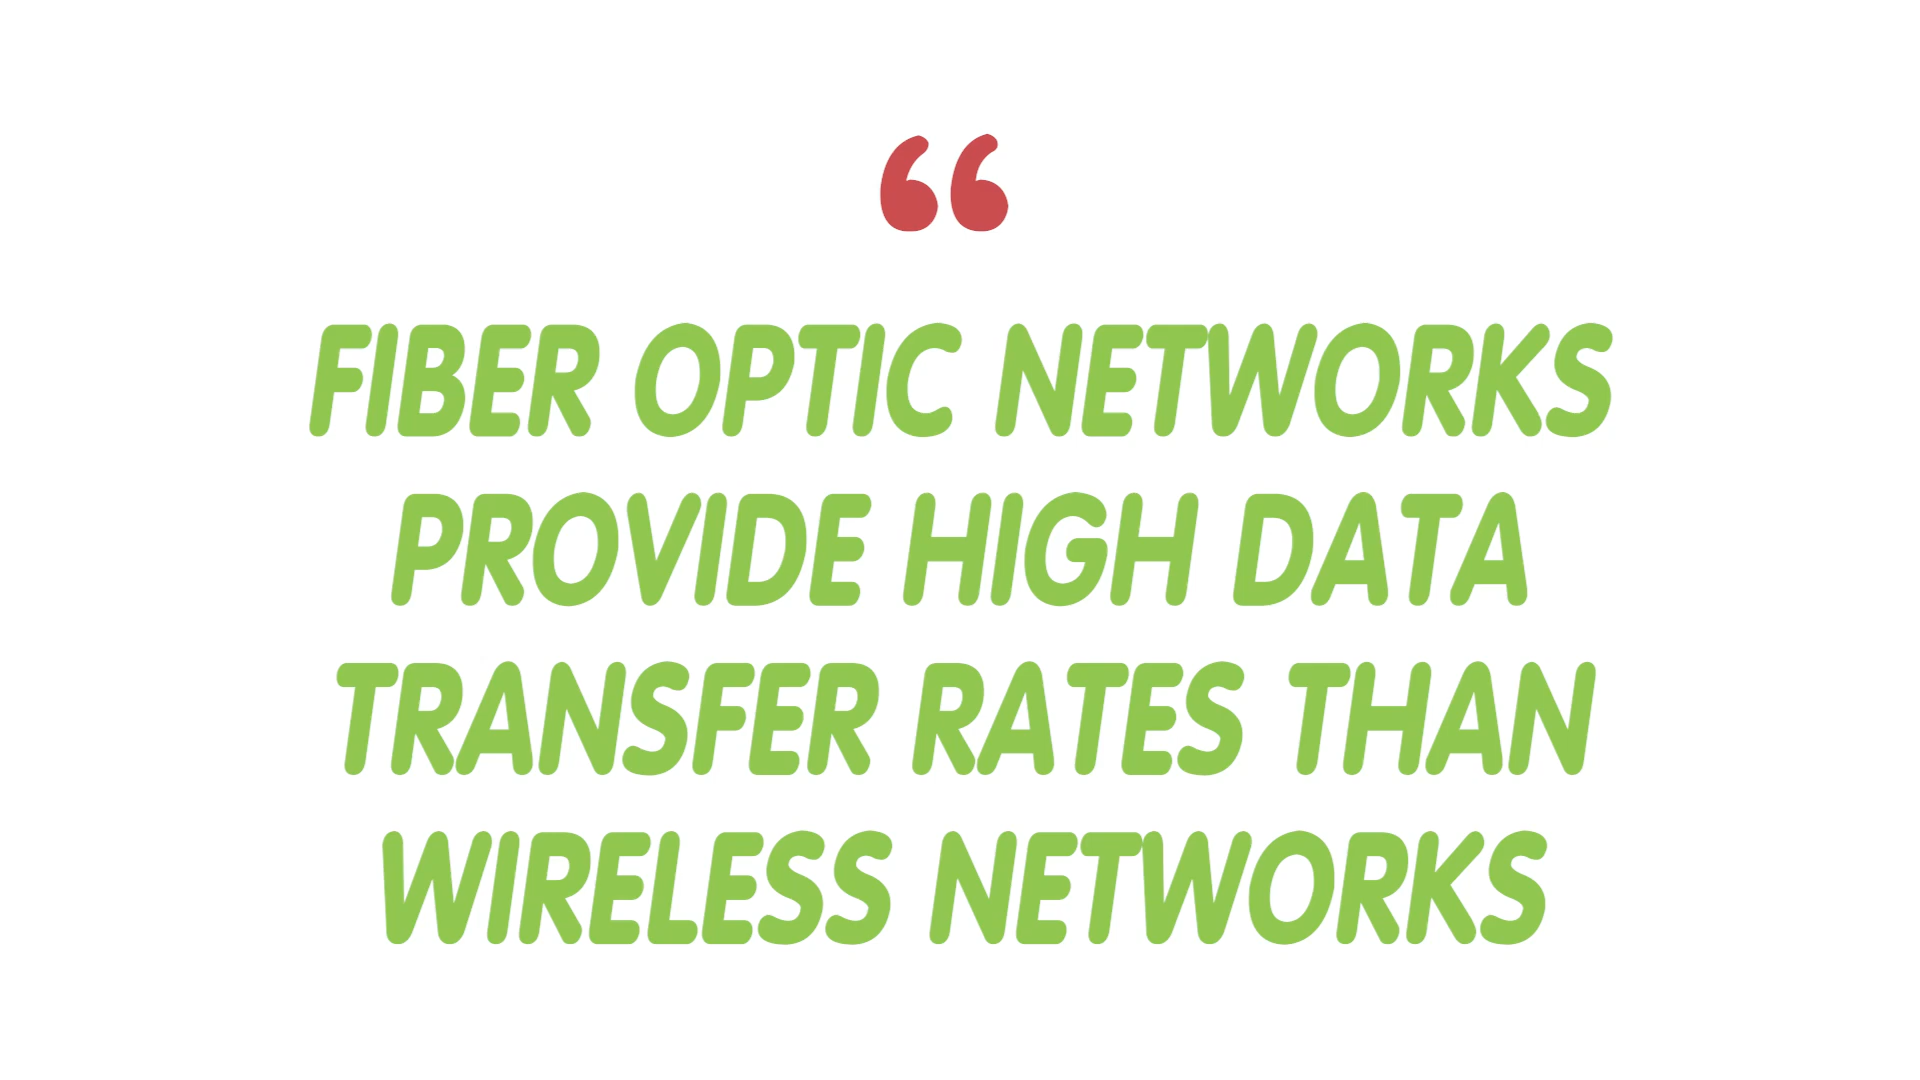 “
FIBER OPTIC NETWORKS
PROVIDE HIGH DATA
TRANSFER RATES THAN
WIRELESS NETWORKS